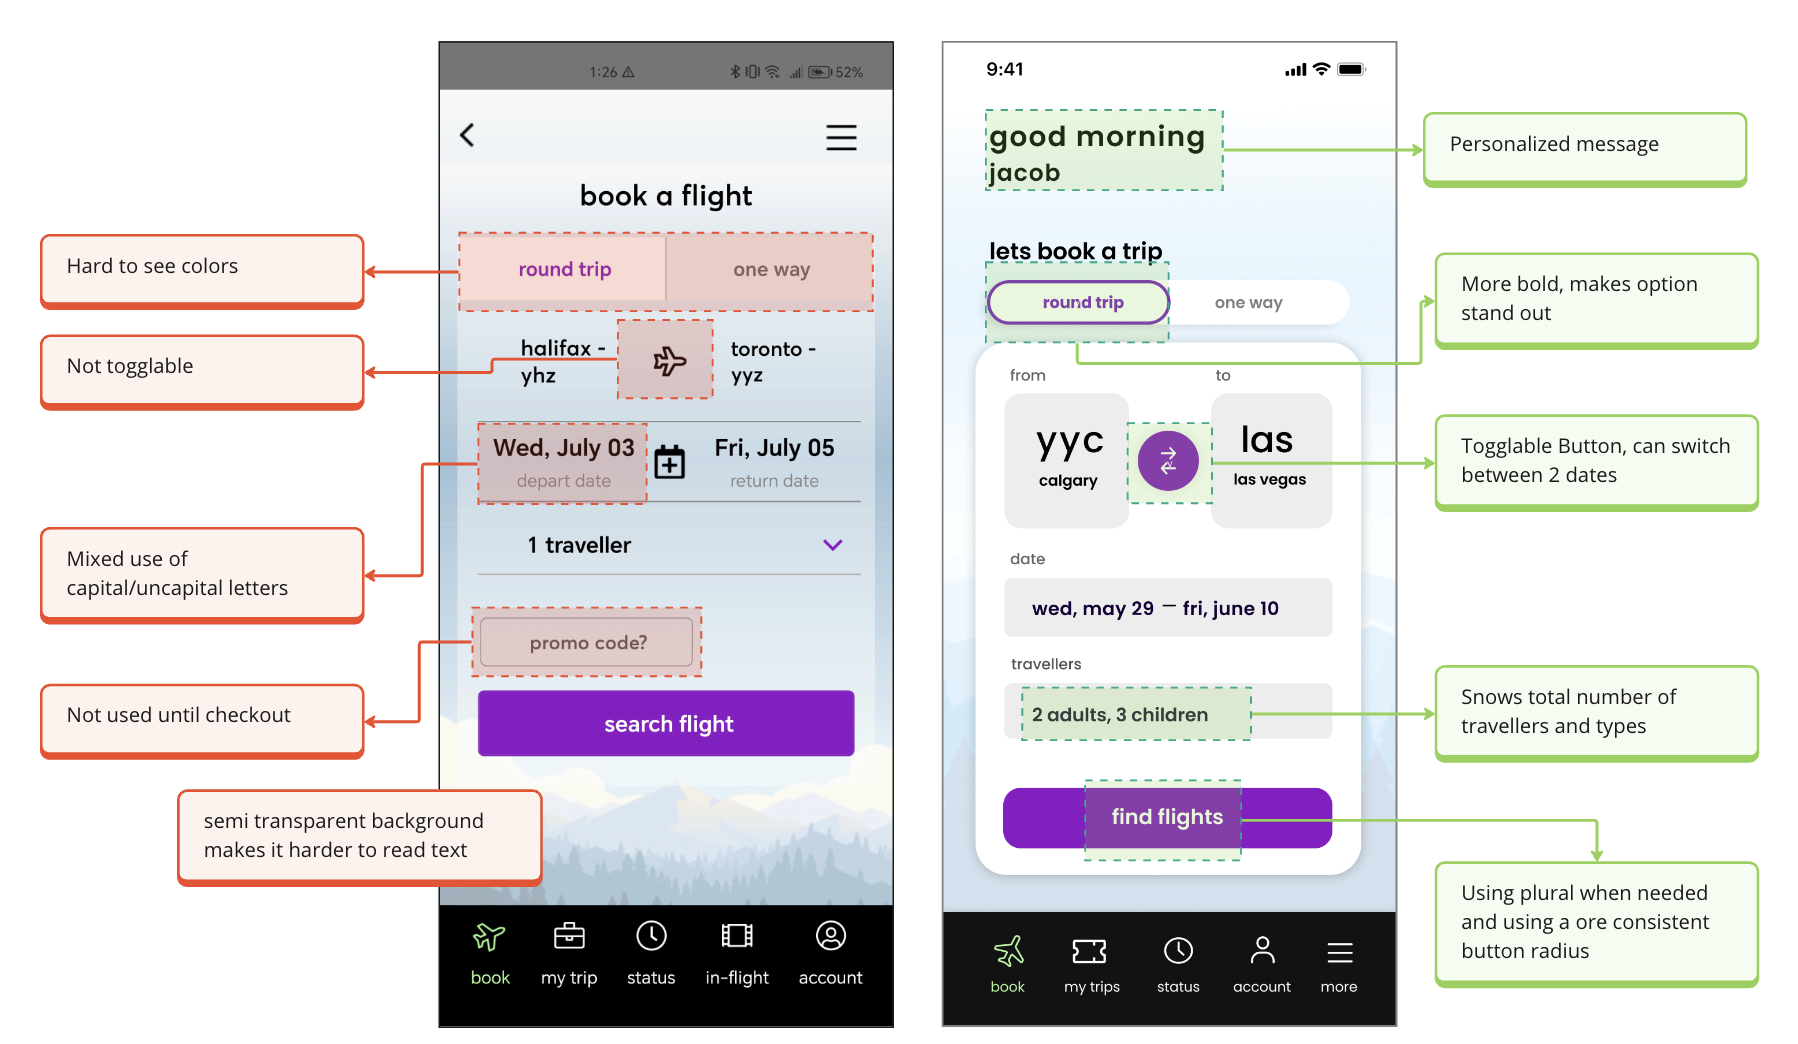 Hard to see colors
Not togglable
Mixed use of
capital/uncapital letters
Not used until checkout
semi transparent background
makes it harder to read text
1:26
52%
book a flight
round trip
one way
halifax -
yhz
toronto -
yyz
Wed, July 03
depart date
Fri, July 05
return date
1 traveller
promo code?
search flight
book
my trip
status
in-flight
account
9:41
good morning
jacob
lets book a trip
round trip
one way
from
to
yyc
calgary
las
las vegas
date
wed, may 29 — fri, june 10
travellers
2 adults, 3 children
find flights
book
my trips
status
account
more
Personalized message
More bold, makes option
stand out
Togglable Button, can switch
between 2 dates
Snows total number of
travellers and types
Using plural when needed
and using a ore consistent
button radius